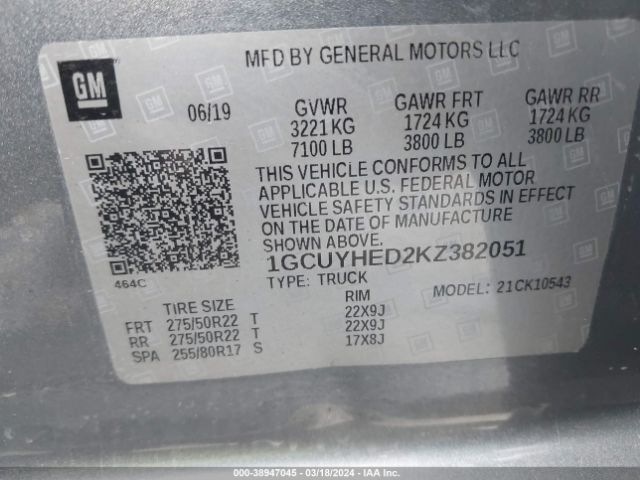 MFD BY GENERAL MOTORS LLC
GM
06/19 GVWR GAWR FRT GAWR RR
3221 KG 1724 KG 1724 KG
7100 LB 3800 LB 3800 LB
THIS VEHICLE CONFORMS TO ALL
APPLICABLE U.S. FEDERAL MOTOR
VEHICLE SAFETY STANDARDS IN EFFECT
ON THE DATE OF MANUFACTURE
SHOWN ABOVE.
1GCUYHED2KZ382051
464C
TYPE: TRUCK MODEL: 21CK10543
TIRE SIZE RIM
FRT 275/50R22 T 22X9J
RR 275/50R22 T 22X9J
SPA 255/80R17 S 17X8J
000-38947045 — 03/18/2024 — IAA Inc.